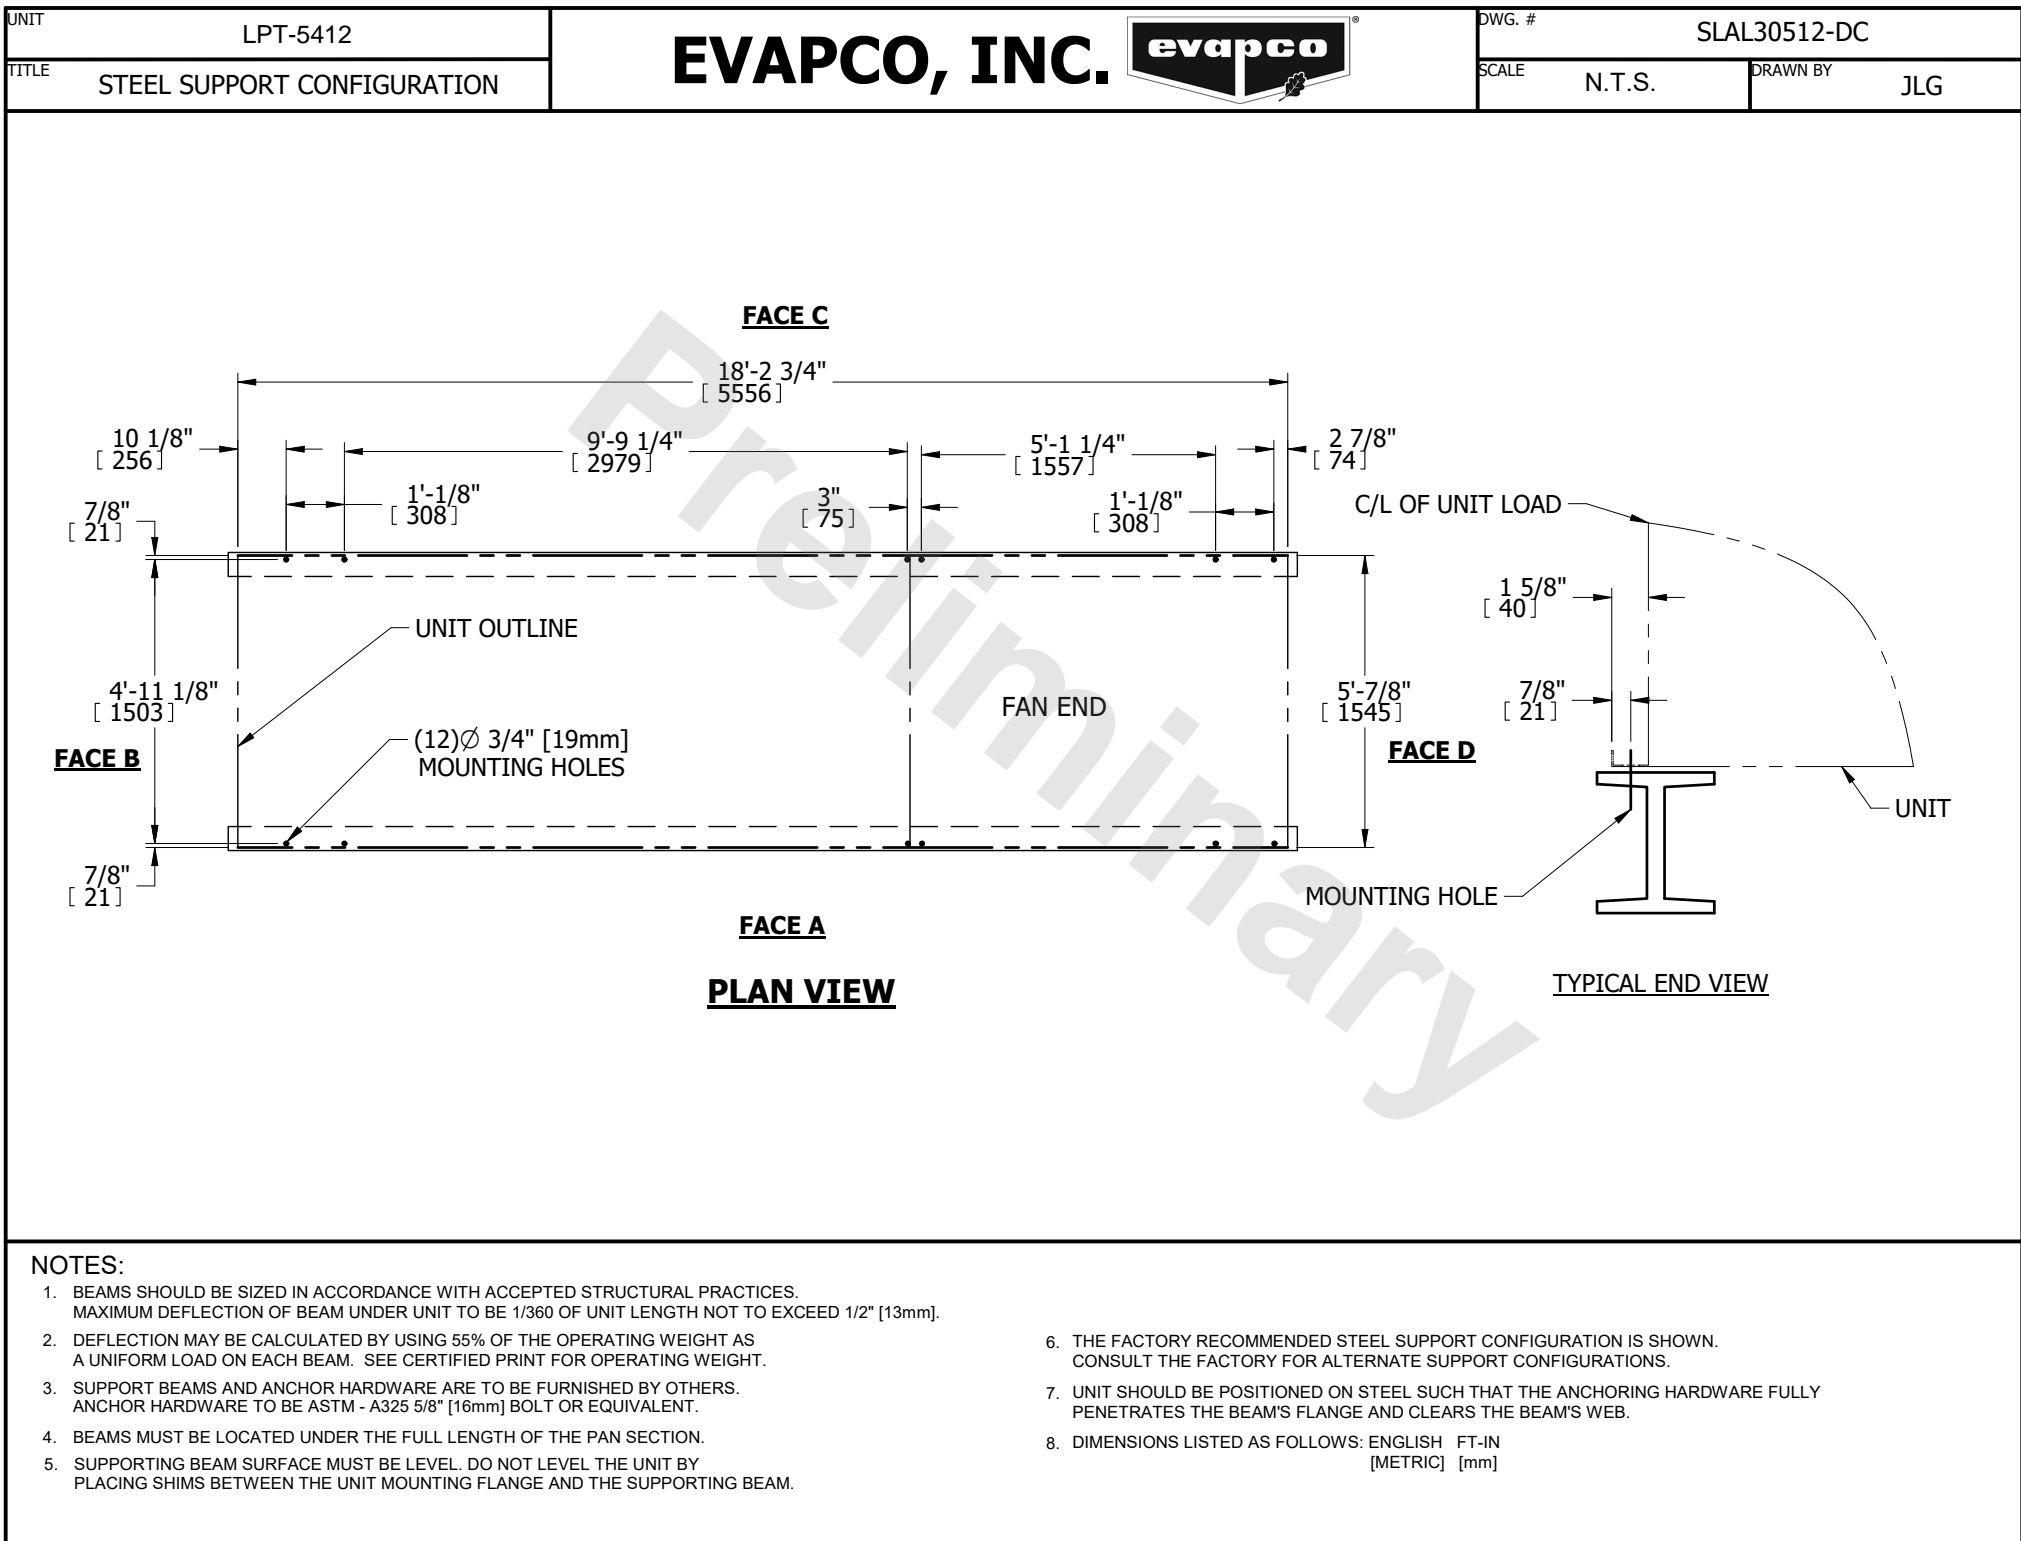 UNIT
LPT-5412
TITLE
STEEL SUPPORT CONFIGURATION
EVAPCO, INC.
evapco
®
DWG. #
SLAL30512-DC
SCALE
N.T.S.
DRAWN BY
JLG
FACE C
18'-2 3/4"
[ 5556 ]
10 1/8"
[ 256 ]
9'-9 1/4"
[ 2979 ]
5'-1 1/4"
[ 1557 ]
2 7/8"
[ 74 ]
7/8"
[ 21 ]
1'-1/8"
[ 308 ]
3"
[ 75 ]
1'-1/8"
[ 308 ]
C/L OF UNIT LOAD
1 5/8"
[ 40 ]
UNIT OUTLINE
4'-11 1/8"
[ 1503 ]
FAN END
5'-7/8"
[ 1545 ]
7/8"
[ 21 ]
FACE B
(12)Ø 3/4" [19mm]
MOUNTING HOLES
FACE D
UNIT
7/8"
[ 21 ]
MOUNTING HOLE
FACE A
PLAN VIEW
TYPICAL END VIEW
Preliminary
NOTES:
1. BEAMS SHOULD BE SIZED IN ACCORDANCE WITH ACCEPTED STRUCTURAL PRACTICES.
MAXIMUM DEFLECTION OF BEAM UNDER UNIT TO BE 1/360 OF UNIT LENGTH NOT TO EXCEED 1/2" [13mm].
2. DEFLECTION MAY BE CALCULATED BY USING 55% OF THE OPERATING WEIGHT AS
A UNIFORM LOAD ON EACH BEAM. SEE CERTIFIED PRINT FOR OPERATING WEIGHT.
3. SUPPORT BEAMS AND ANCHOR HARDWARE ARE TO BE FURNISHED BY OTHERS.
ANCHOR HARDWARE TO BE ASTM - A325 5/8" [16mm] BOLT OR EQUIVALENT.
4. BEAMS MUST BE LOCATED UNDER THE FULL LENGTH OF THE PAN SECTION.
5. SUPPORTING BEAM SURFACE MUST BE LEVEL. DO NOT LEVEL THE UNIT BY
PLACING SHIMS BETWEEN THE UNIT MOUNTING FLANGE AND THE SUPPORTING BEAM.
6. THE FACTORY RECOMMENDED STEEL SUPPORT CONFIGURATION IS SHOWN.
CONSULT THE FACTORY FOR ALTERNATE SUPPORT CONFIGURATIONS.
7. UNIT SHOULD BE POSITIONED ON STEEL SUCH THAT THE ANCHORING HARDWARE FULLY
PENETRATES THE BEAM'S FLANGE AND CLEARS THE BEAM'S WEB.
8. DIMENSIONS LISTED AS FOLLOWS: ENGLISH FT-IN
[METRIC] [mm]